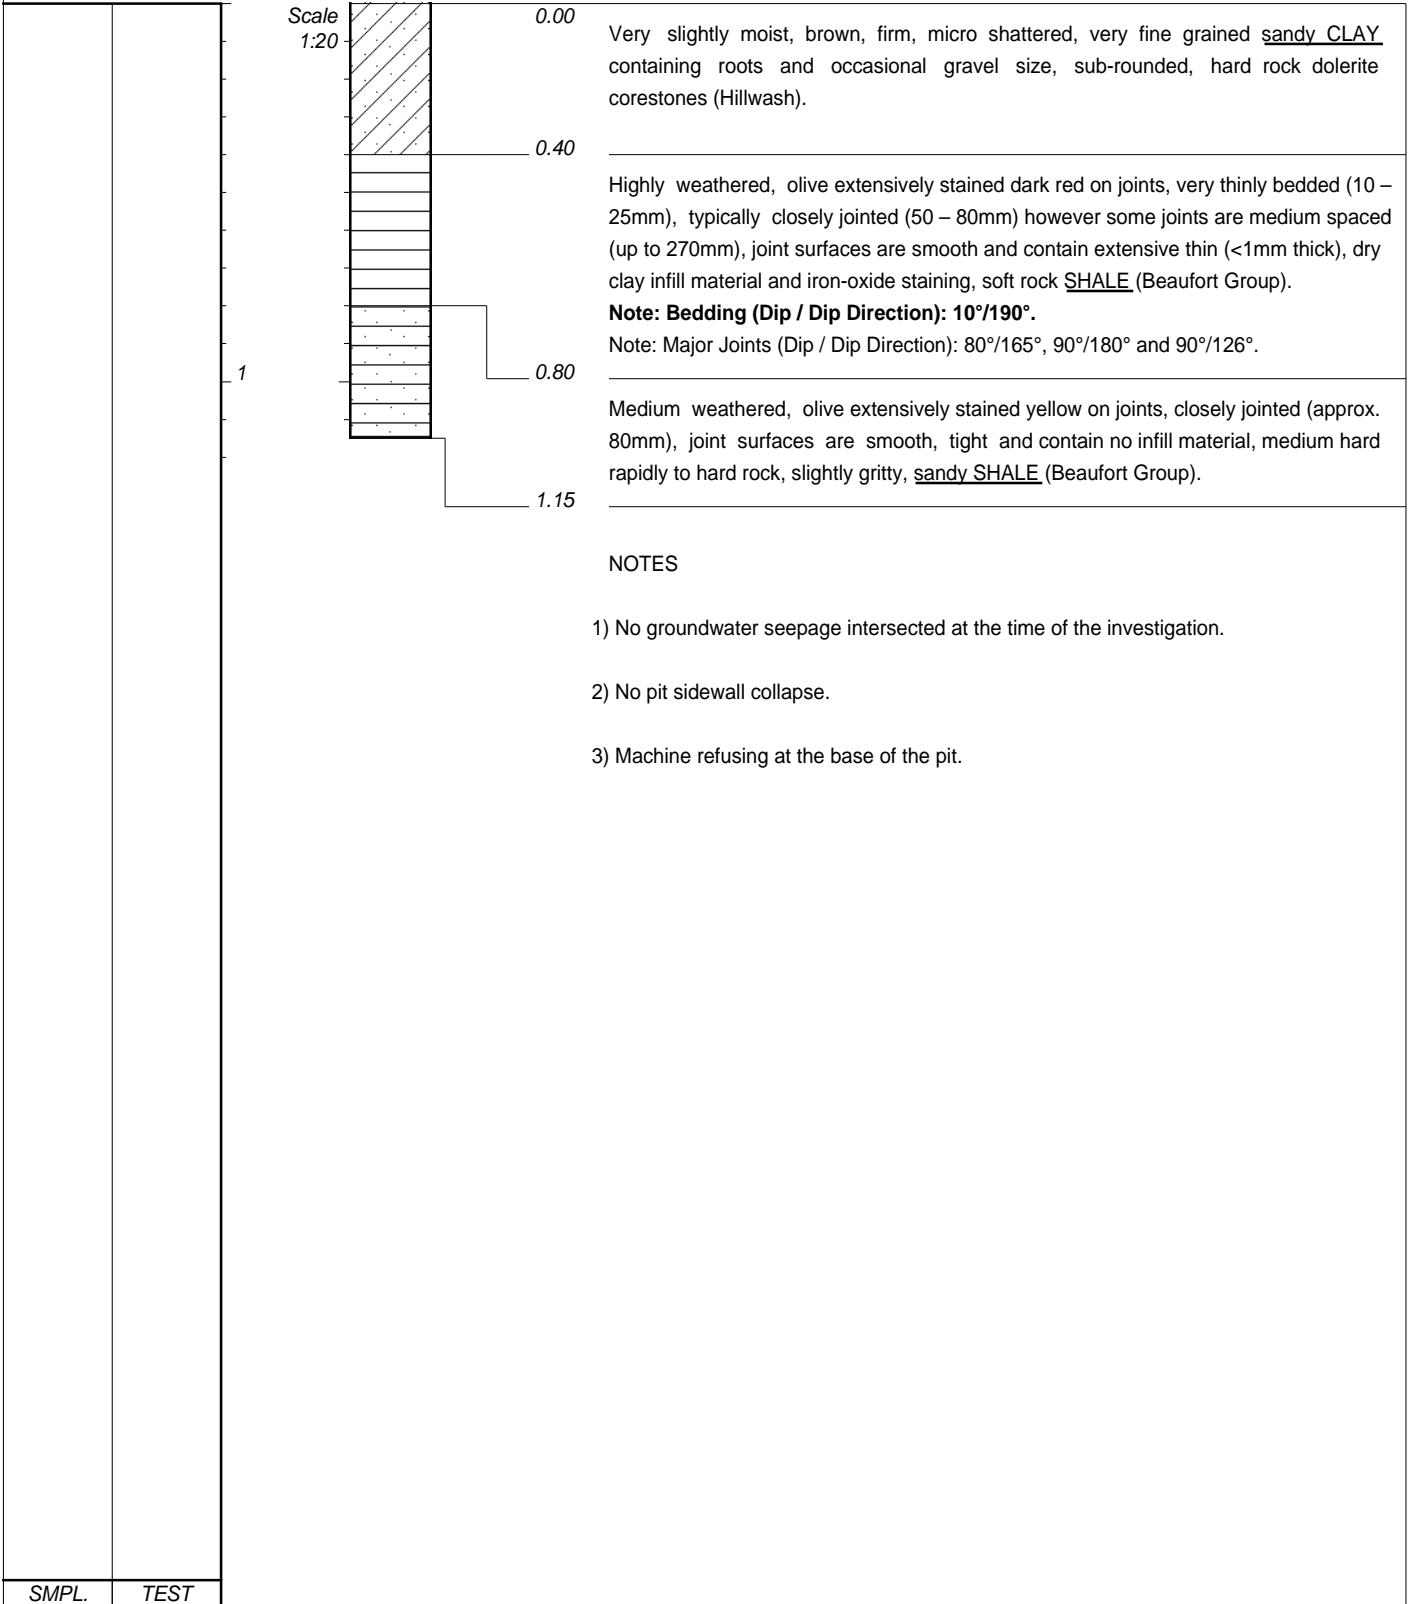 Scale
1:20
0.00
Very slightly moist, brown, firm, micro shattered, very fine grained sandy CLAY
containing roots and occasional gravel size, sub-rounded, hard rock dolerite
corestones (Hillwash).
0.40
Highly weathered, olive extensively stained dark red on joints, very thinly bedded (10 –
25mm), typically closely jointed (50 – 80mm) however some joints are medium spaced
(up to 270mm), joint surfaces are smooth and contain extensive thin (<1mm thick), dry
clay infill material and iron-oxide staining, soft rock SHALE (Beaufort Group).
Note: Bedding (Dip / Dip Direction): 10°/190°.
Note: Major Joints (Dip / Dip Direction): 80°/165°, 90°/180° and 90°/126°.
1
0.80
Medium weathered, olive extensively stained yellow on joints, closely jointed (approx.
80mm), joint surfaces are smooth, tight and contain no infill material, medium hard
rapidly to hard rock, slightly gritty, sandy SHALE (Beaufort Group).
1.15
NOTES
1) No groundwater seepage intersected at the time of the investigation.
2) No pit sidewall collapse.
3) Machine refusing at the base of the pit.
SMPL. TEST